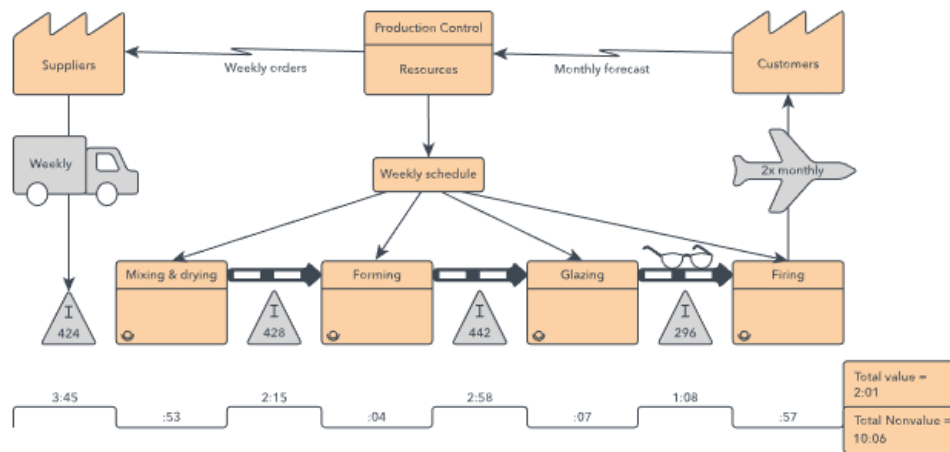 Production Control
Suppliers
Resources
Customers
Weekly orders
Monthly forecast
Weekly
Weekly schedule
2x monthly
Mixing & drying
Forming
Glazing
Firing
I
424
I
428
I
442
I
296
3:45
:53
2:15
:04
2:58
:07
1:08
:57
Total value =
2:01
Total Nonvalue =
10:06